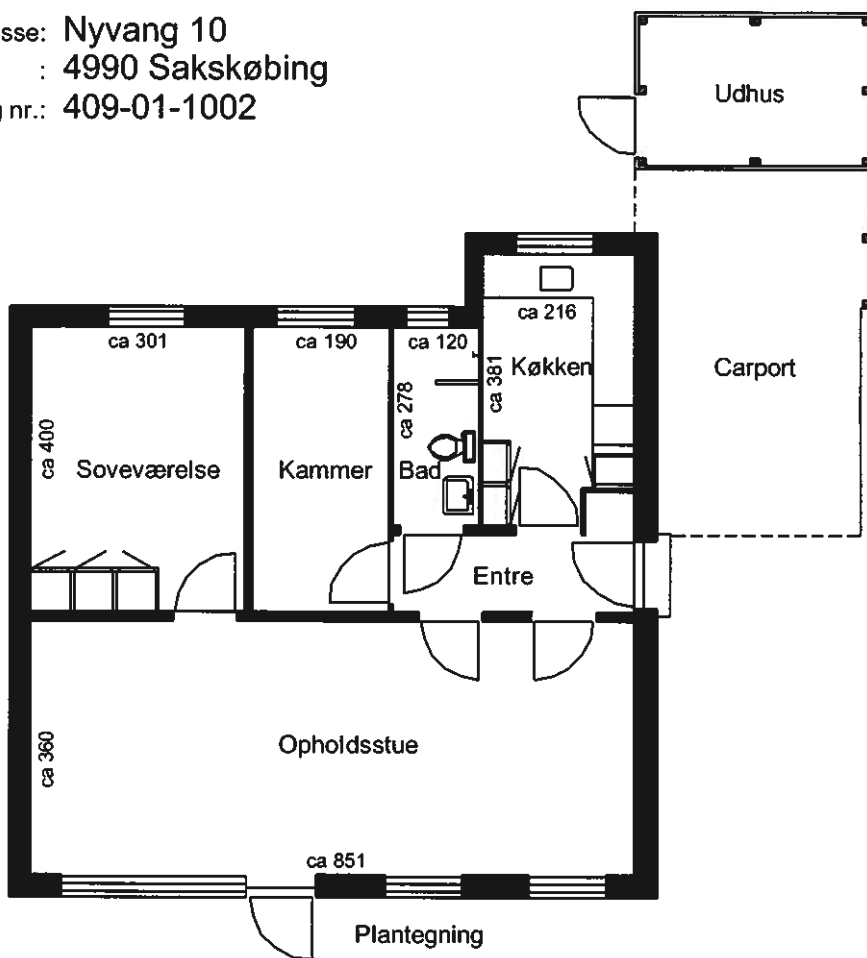 sse: Nyvang 10
: 4990 Sakskøbing
g nr.: 409-01-1002
Udhus
ca 301
ca 190
ca 120
ca 216
Køkken
Carport
ca 381
ca 278
ca 400
Soveværelse
Kammer
Bad
Entre
Opholdsstue
ca 360
ca 851
Plantegning